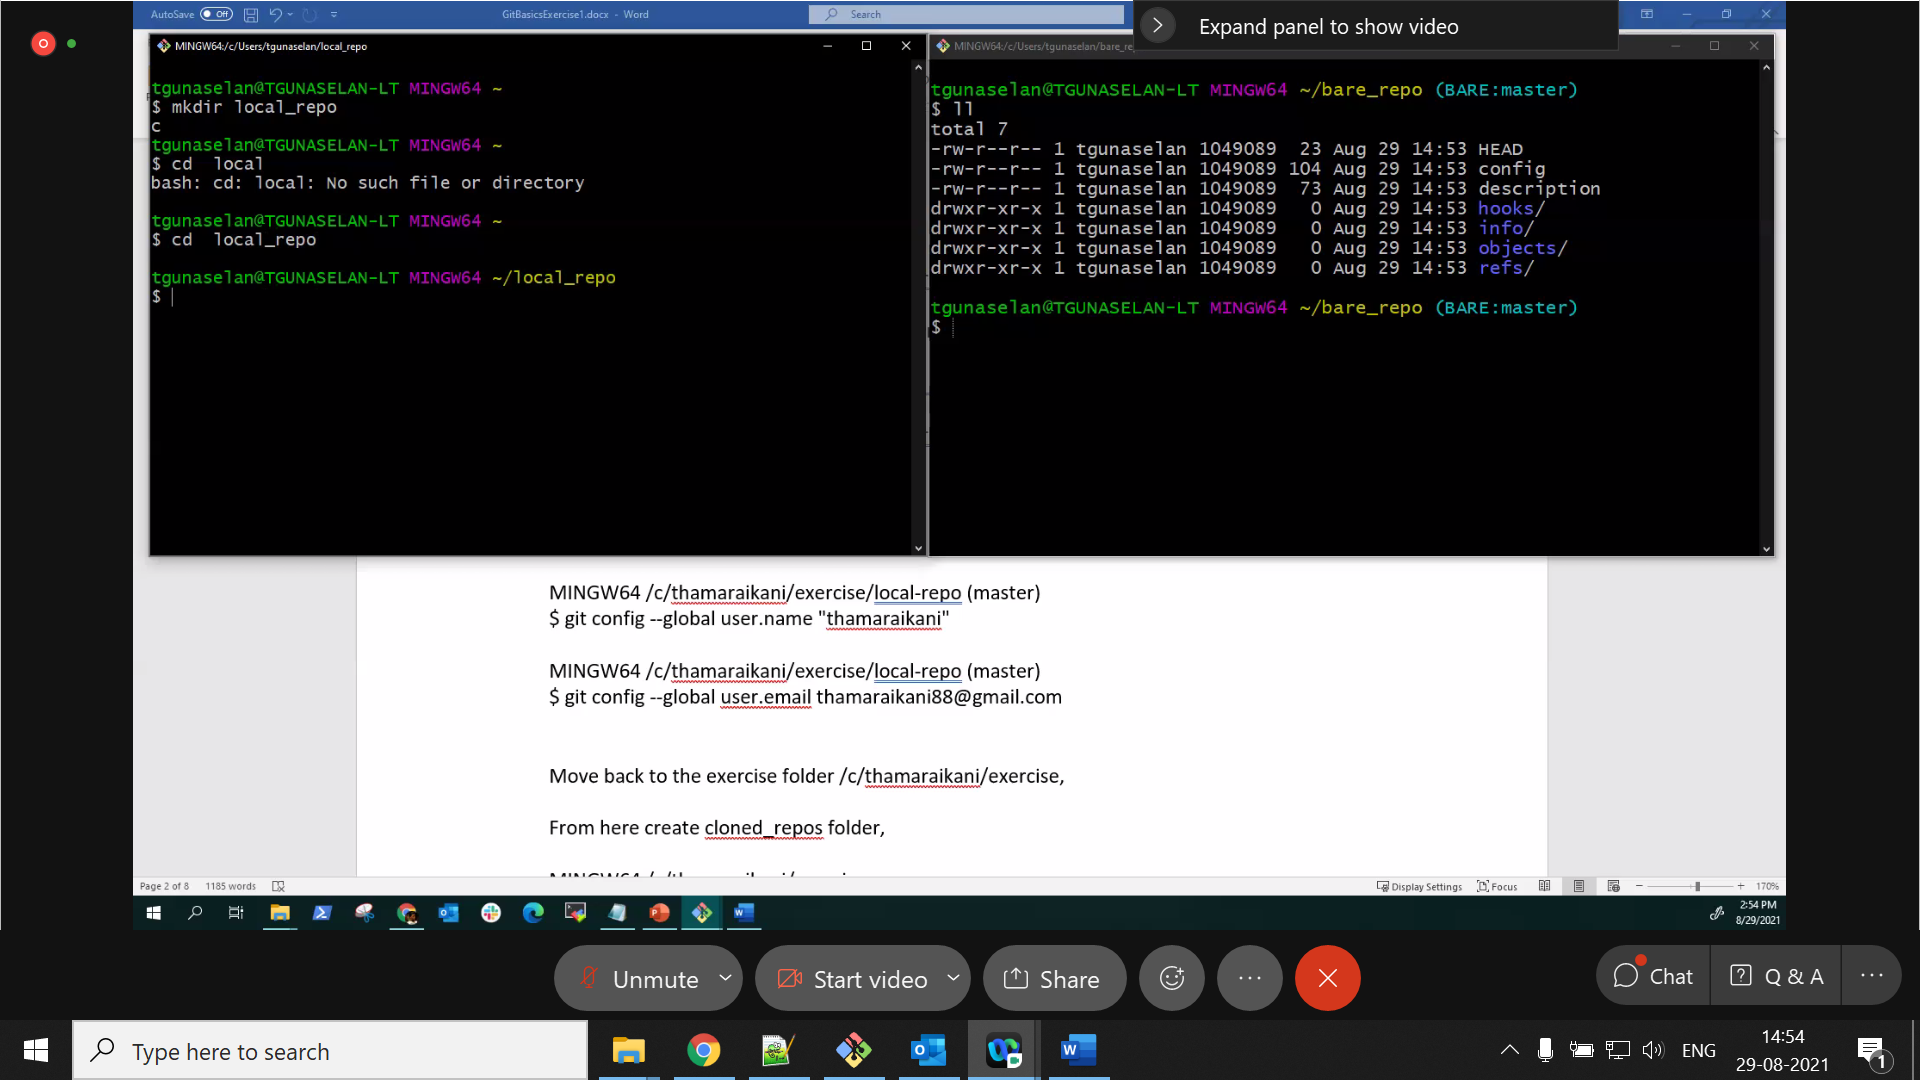 AutoSave Off
GitBasicsExercise1.docx - Word
Search
Expand panel to show video
MINGW64:/c/Users/tgunaselan/local_repo
tgunaselan@TGUNASELAN-LT MINGW64 ~
$ mkdir local_repo
c
tgunaselan@TGUNASELAN-LT MINGW64 ~
$ cd  local
bash: cd: local: No such file or directory
tgunaselan@TGUNASELAN-LT MINGW64 ~
$ cd  local_repo
tgunaselan@TGUNASELAN-LT MINGW64 ~/local_repo
$
MINGW64:/c/Users/tgunaselan/bare_re
tgunaselan@TGUNASELAN-LT MINGW64 ~/bare_repo (BARE:master)
$ ll
total 7
-rw-r--r-- 1 tgunaselan 1049089  23 Aug 29 14:53 HEAD
-rw-r--r-- 1 tgunaselan 1049089 104 Aug 29 14:53 config
-rw-r--r-- 1 tgunaselan 1049089  73 Aug 29 14:53 description
drwxr-xr-x 1 tgunaselan 1049089   0 Aug 29 14:53 hooks/
drwxr-xr-x 1 tgunaselan 1049089   0 Aug 29 14:53 info/
drwxr-xr-x 1 tgunaselan 1049089   0 Aug 29 14:53 objects/
drwxr-xr-x 1 tgunaselan 1049089   0 Aug 29 14:53 refs/
tgunaselan@TGUNASELAN-LT MINGW64 ~/bare_repo (BARE:master)
$
MINGW64 /c/thamaraikani/exercise/local-repo (master)
$ git config --global user.name "thamaraikani"
MINGW64 /c/thamaraikani/exercise/local-repo (master)
$ git config --global user.email thamaraikani88@gmail.com
Move back to the exercise folder /c/thamaraikani/exercise,
From here create cloned_repos folder,
Page 2 of 8
1185 words
Display Settings
Focus
170%
2:54 PM
8/29/2021
Unmute
Start video
Share
Chat
Q & A
Type here to search
ENG
14:54
29-08-2021
1